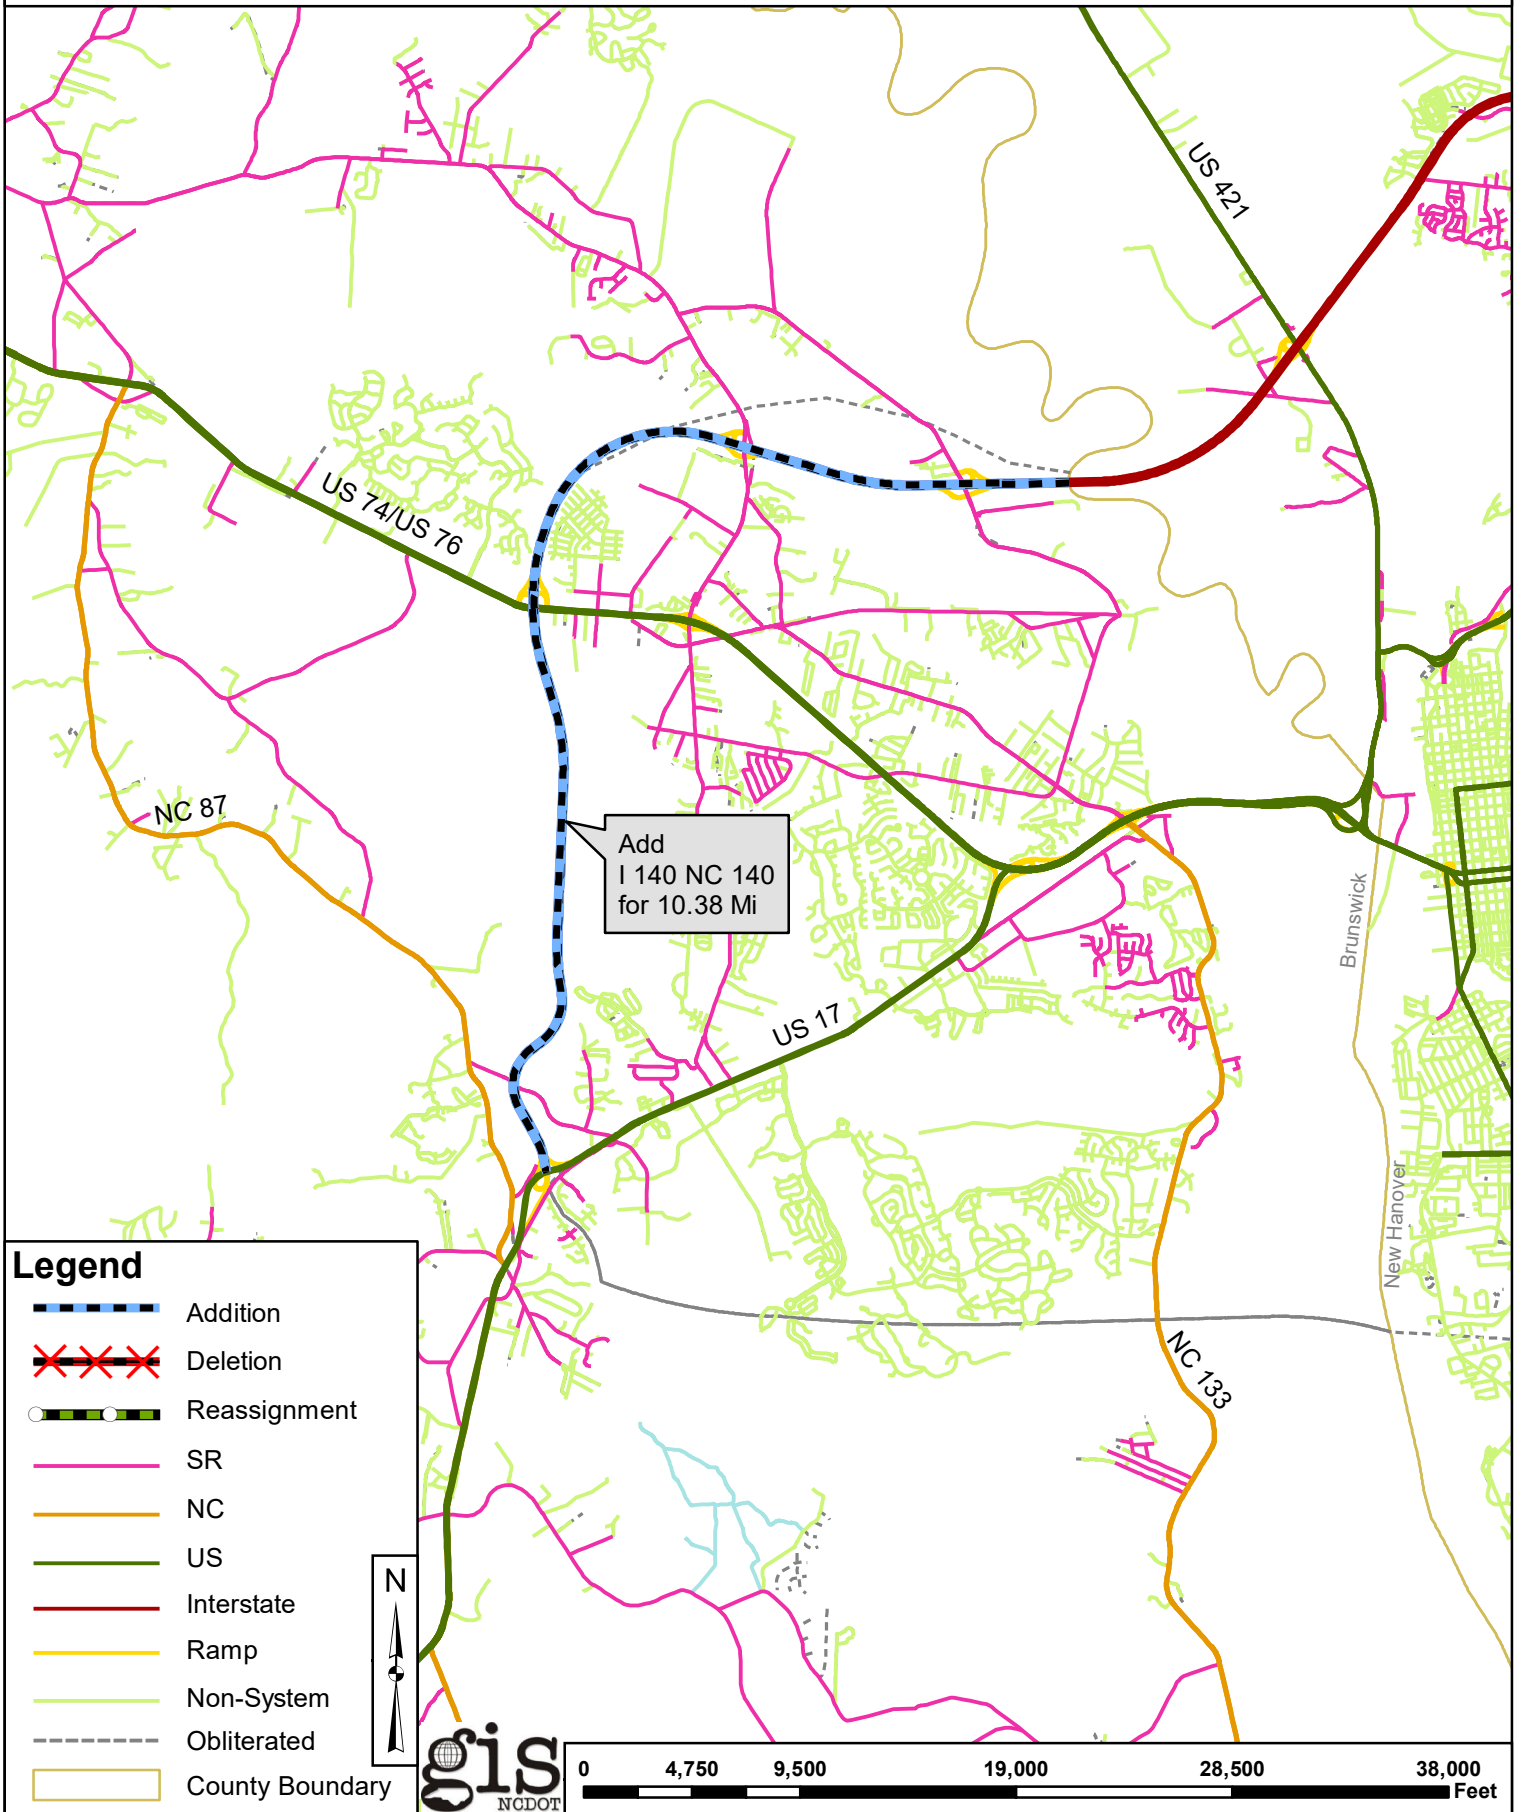 US 421
US 74/US 76
NC 87
Add
I 140 NC 140
for 10.38 Mi
US 17
Brunswick
New Hanover
NC 133
Legend
Addition
Deletion
Reassignment
SR
NC
US
Interstate
Ramp
Non-System
Obliterated
County Boundary
N
gis
NCDOT
0 4,750 9,500 19,000 28,500 38,000
Feet